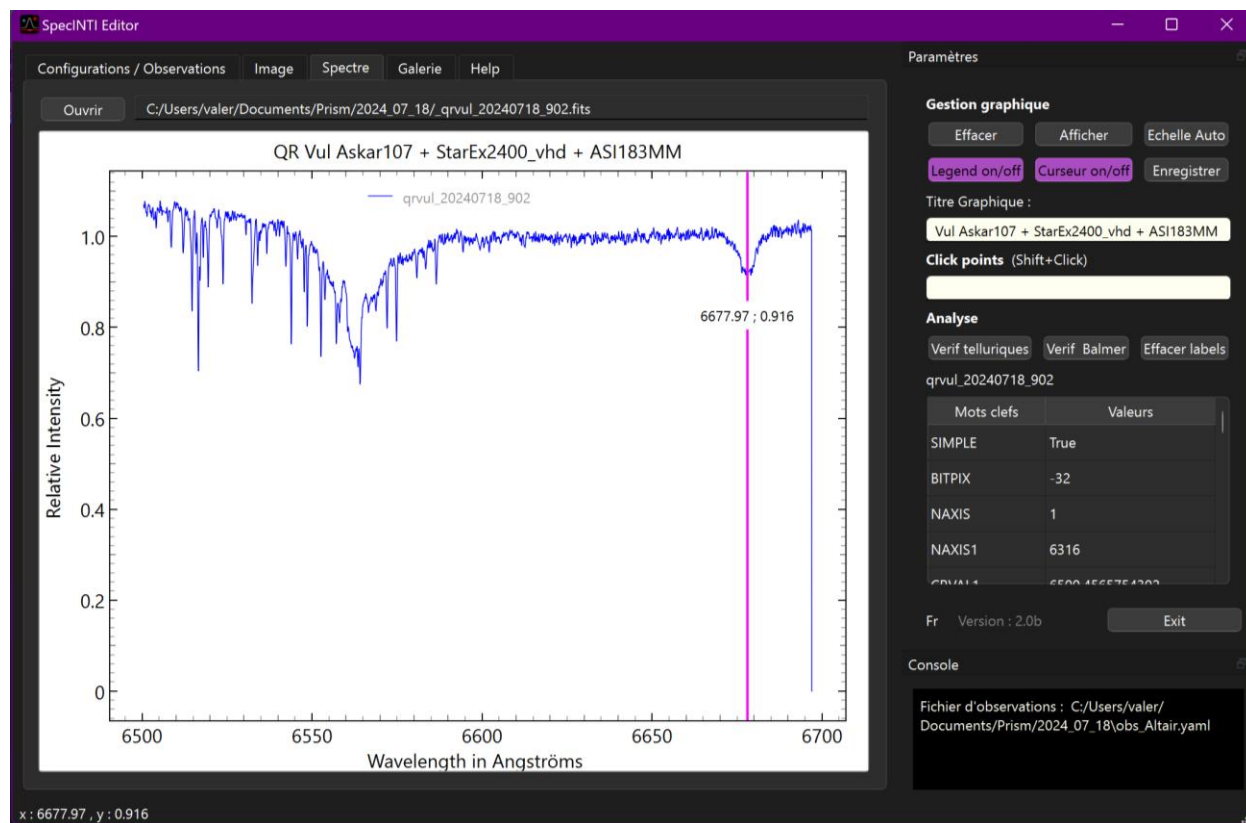 SpecINTI Editor
Configurations / Observations Image Spectre Galerie Help
Ouvrir C:/Users/valer/Documents/Prism/2024_07_18/_qrvul_20240718_902.fits
QR Vul Askar107 + StarEx2400_vhd + ASI183MM
qrvul_20240718_902
1.0
0.8
0.6
0.4
0.2
0
6677.97 ; 0.916
Relative Intensity
6500 6550 6600 6650 6700
Wavelength in Angströms
x : 6677.97 , y : 0.916
Paramètres
Gestion graphique
Effacer Afficher Echelle Auto
Legend on/off Curseur on/off Enregistrer
Titre Graphique :
Vul Askar107 + StarEx2400_vhd + ASI183MM
Click points (Shift+Click)
Analyse
Verif telluriques Verif Balmer Effacer labels
qrvul_20240718_902
Mots clefs Valeurs
SIMPLE True
BITPIX -32
NAXIS 1
NAXIS1 6316
Fr Version : 2.0b Exit
Console
Fichier d'observations : C:/Users/valer/
Documents/Prism/2024_07_18\obs_Altair.yaml